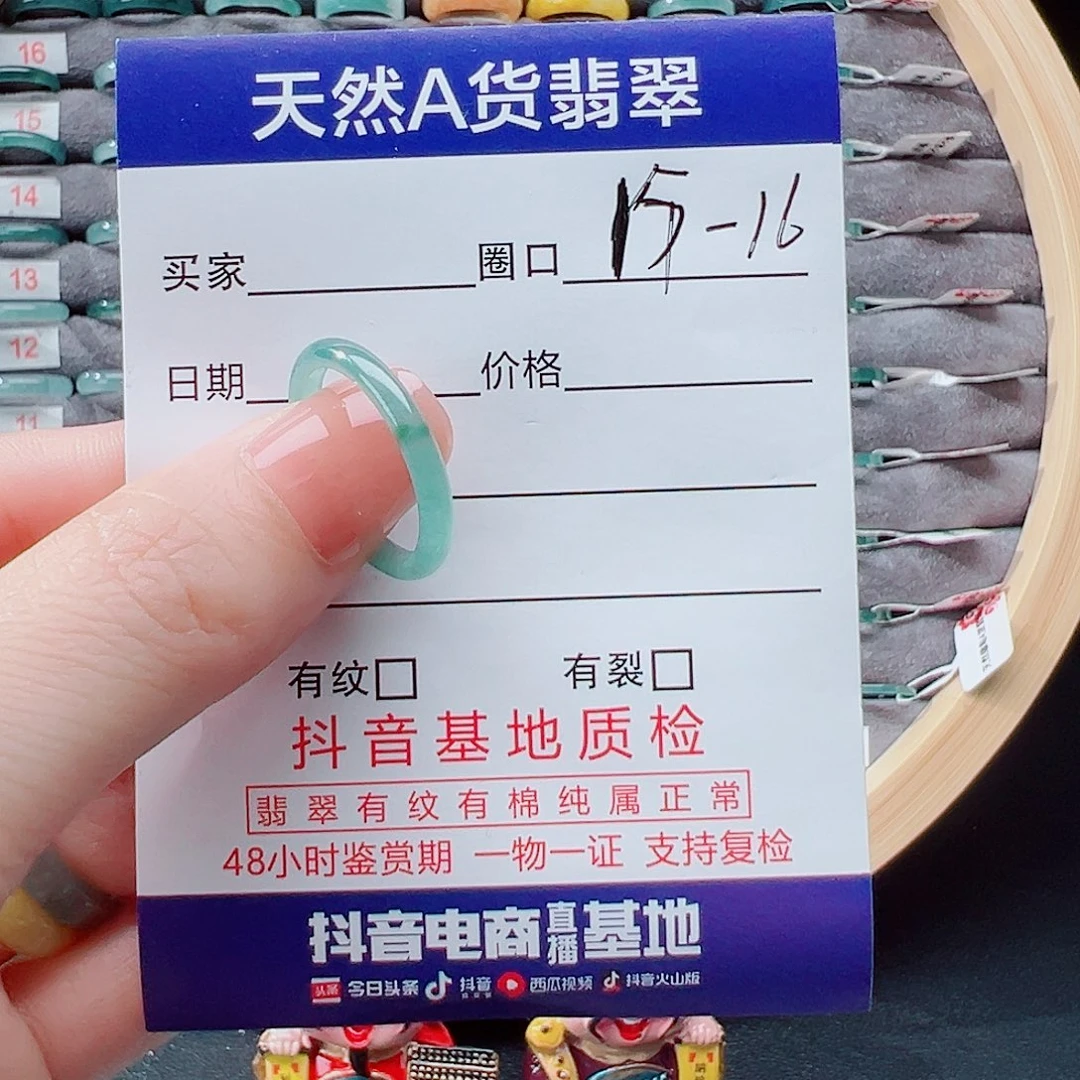 天然A货翡翠
买家 圈口 15-16
日期 价格
有纹 有裂
抖音基地质检
翡翠有纹有棉纯属正常
48小时鉴赏期 一物一证 支持复检
抖音电商直播基地
头条 今日头条 抖音 西瓜视频 抖音火山版
16
15
14
13
12
11